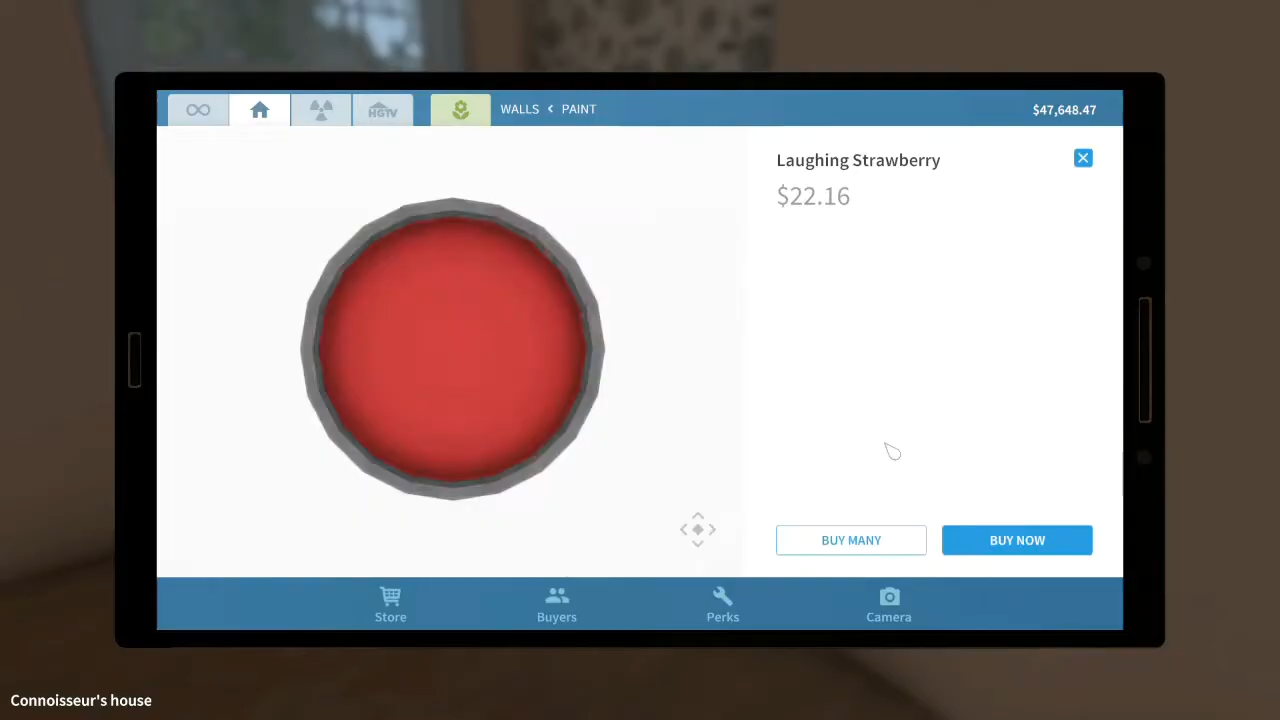 HGTV
WALLS < PAINT
$47,648.47
Laughing Strawberry
$22.16
BUY MANY
BUY NOW
Store
Buyers
Perks
Camera
Connoisseur's house